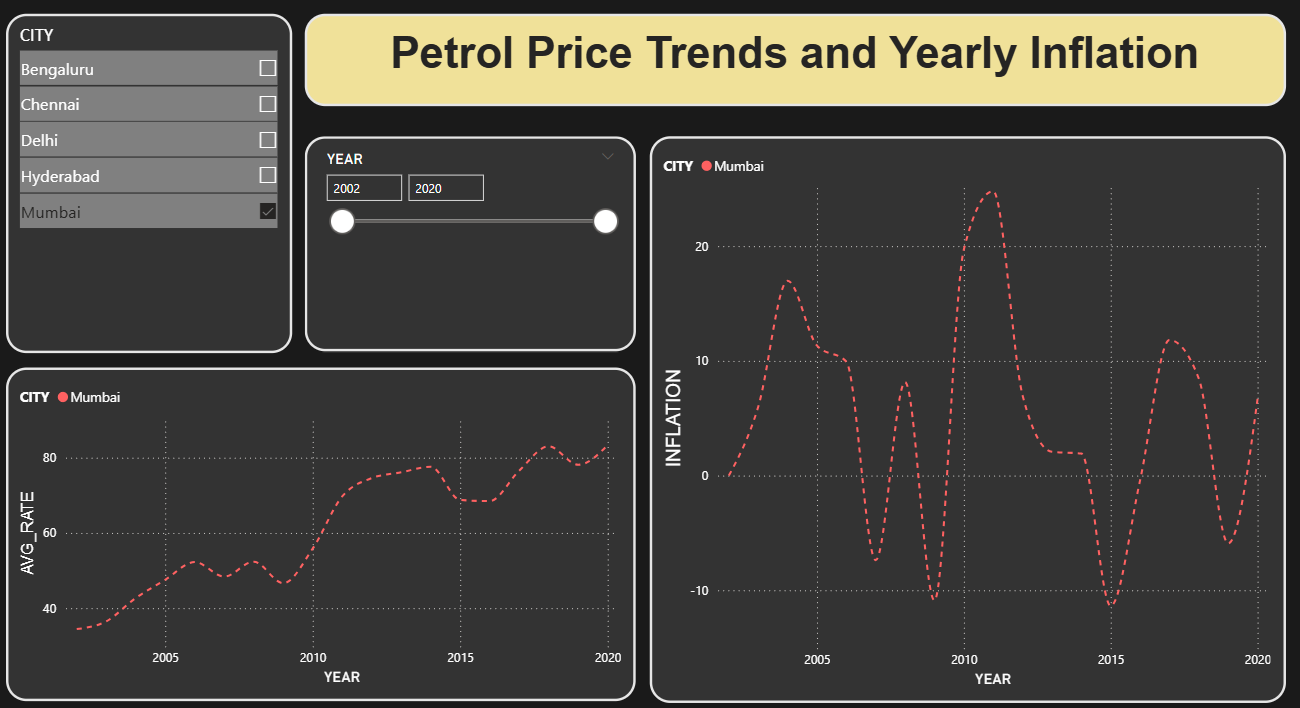 CITY
Bengaluru
Chennai
Delhi
Hyderabad
Mumbai
Petrol Price Trends and Yearly Inflation
YEAR
2002 2020
CITY Mumbai
80
60
40
AVG_RATE
2005 2010 2015 2020
YEAR
CITY Mumbai
20
10
0
-10
INFLATION
2005 2010 2015 2020
YEAR